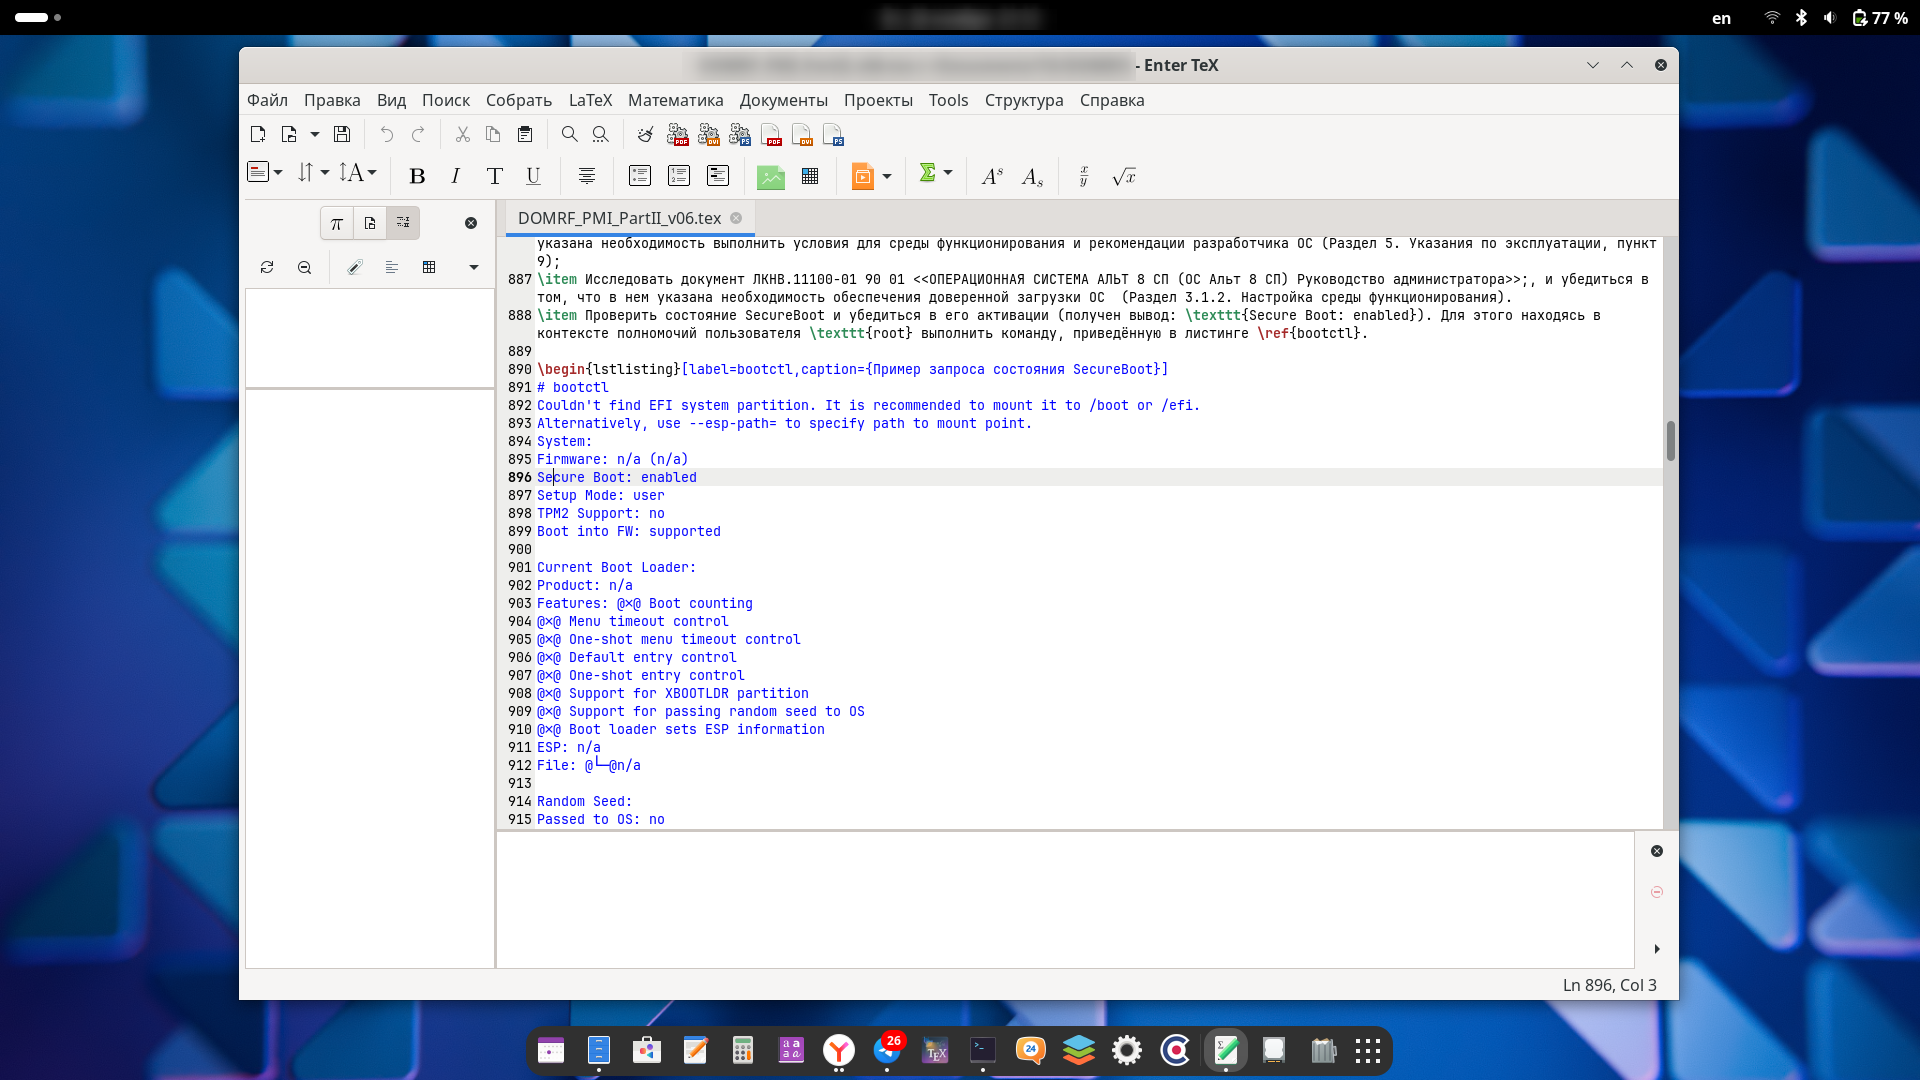 en 77 %
- Enter TeX
Файл Правка Вид Поиск Собрать LaTeX Математика Документы Проекты Tools Структура Справка
PDF DVI PS PDF DVI PS
A B I T U Σ Aˢ Aₛ x/y √x
π DOMRF_PMI_PartII_v06.tex
указана необходимость выполнить условия для среды функционирования и рекомендации разработчика ОС (Раздел 5. Указания по эксплуатации, пункт
9);
887 \item Исследовать документ ЛКНВ.11100-01 90 01 <<ОПЕРАЦИОННАЯ СИСТЕМА АЛЬТ 8 СП (ОС Альт 8 СП) Руководство администратора>>;, и убедиться в
том, что в нем указана необходимость обеспечения доверенной загрузки ОС  (Раздел 3.1.2. Настройка среды функционирования).
888 \item Проверить состояние SecureBoot и убедиться в его активации (получен вывод: \texttt{Secure Boot: enabled}). Для этого находясь в
контексте полномочий пользователя \texttt{root} выполнить команду, приведённую в листинге \ref{bootctl}.
889
890 \begin{lstlisting}[label=bootctl,caption={Пример запроса состояния SecureBoot}]
891 # bootctl
892 Couldn't find EFI system partition. It is recommended to mount it to /boot or /efi.
893 Alternatively, use --esp-path= to specify path to mount point.
894 System:
895 Firmware: n/a (n/a)
896 Secure Boot: enabled
897 Setup Mode: user
898 TPM2 Support: no
899 Boot into FW: supported
900
901 Current Boot Loader:
902 Product: n/a
903 Features: @×@ Boot counting
904 @×@ Menu timeout control
905 @×@ One-shot menu timeout control
906 @×@ Default entry control
907 @×@ One-shot entry control
908 @×@ Support for XBOOTLDR partition
909 @×@ Support for passing random seed to OS
910 @×@ Boot loader sets ESP information
911 ESP: n/a
912 File: @└─@n/a
913
914 Random Seed:
915 Passed to OS: no
Ln 896, Col 3
26
24
TEX